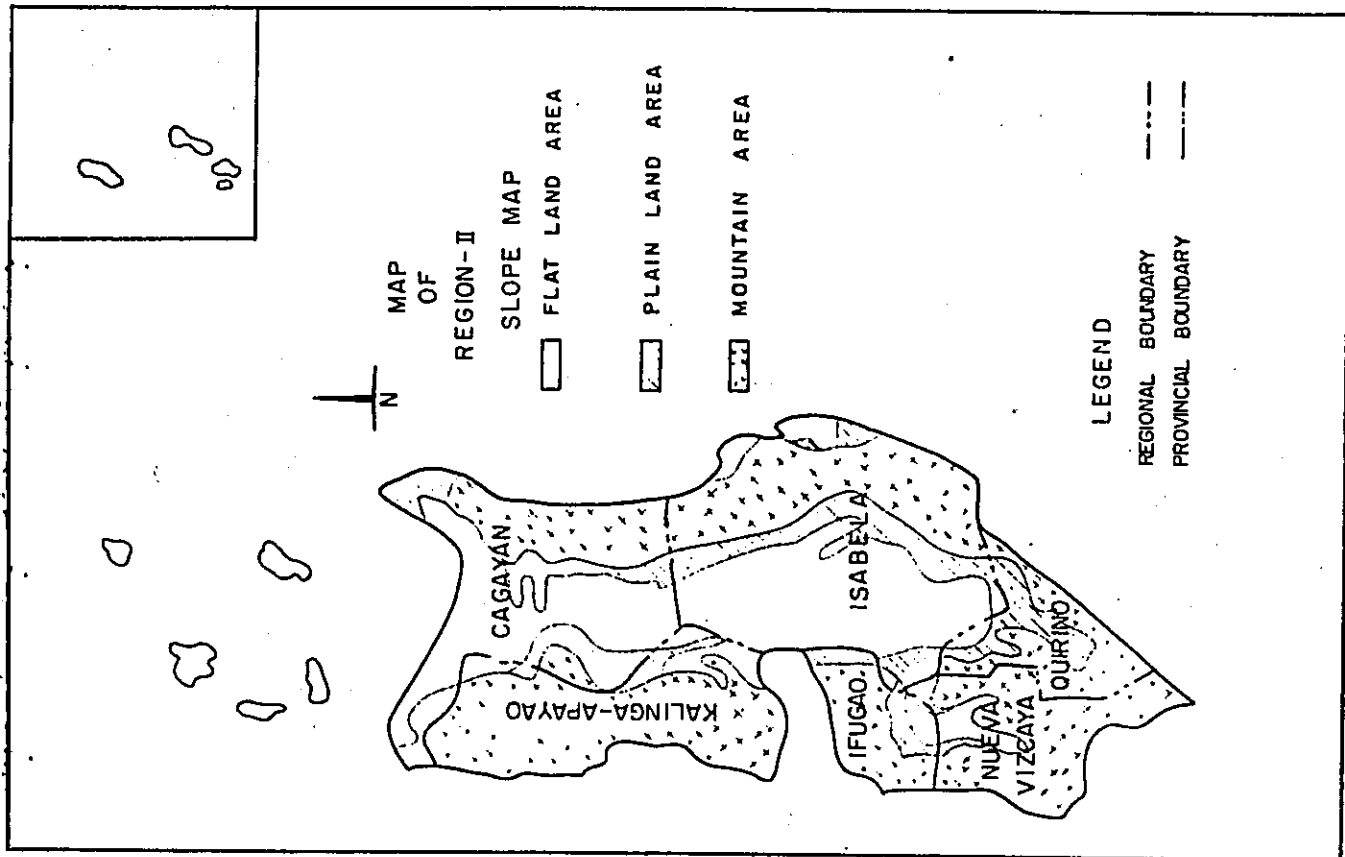 MAP
OF
REGION-II
SLOPE MAP
FLAT LAND AREA
PLAIN LAND AREA
MOUNTAIN AREA
N
LEGEND
REGIONAL BOUNDARY
PROVINCIAL BOUNDARY
CAGAYAN
KALINGA-APAYAO
ISABELA
IFUGAO
NUEVA
VIZCAYA
QUIRINO